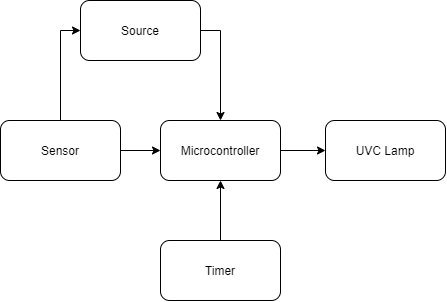 Source
Sensor
Microcontroller
UVC Lamp
Timer